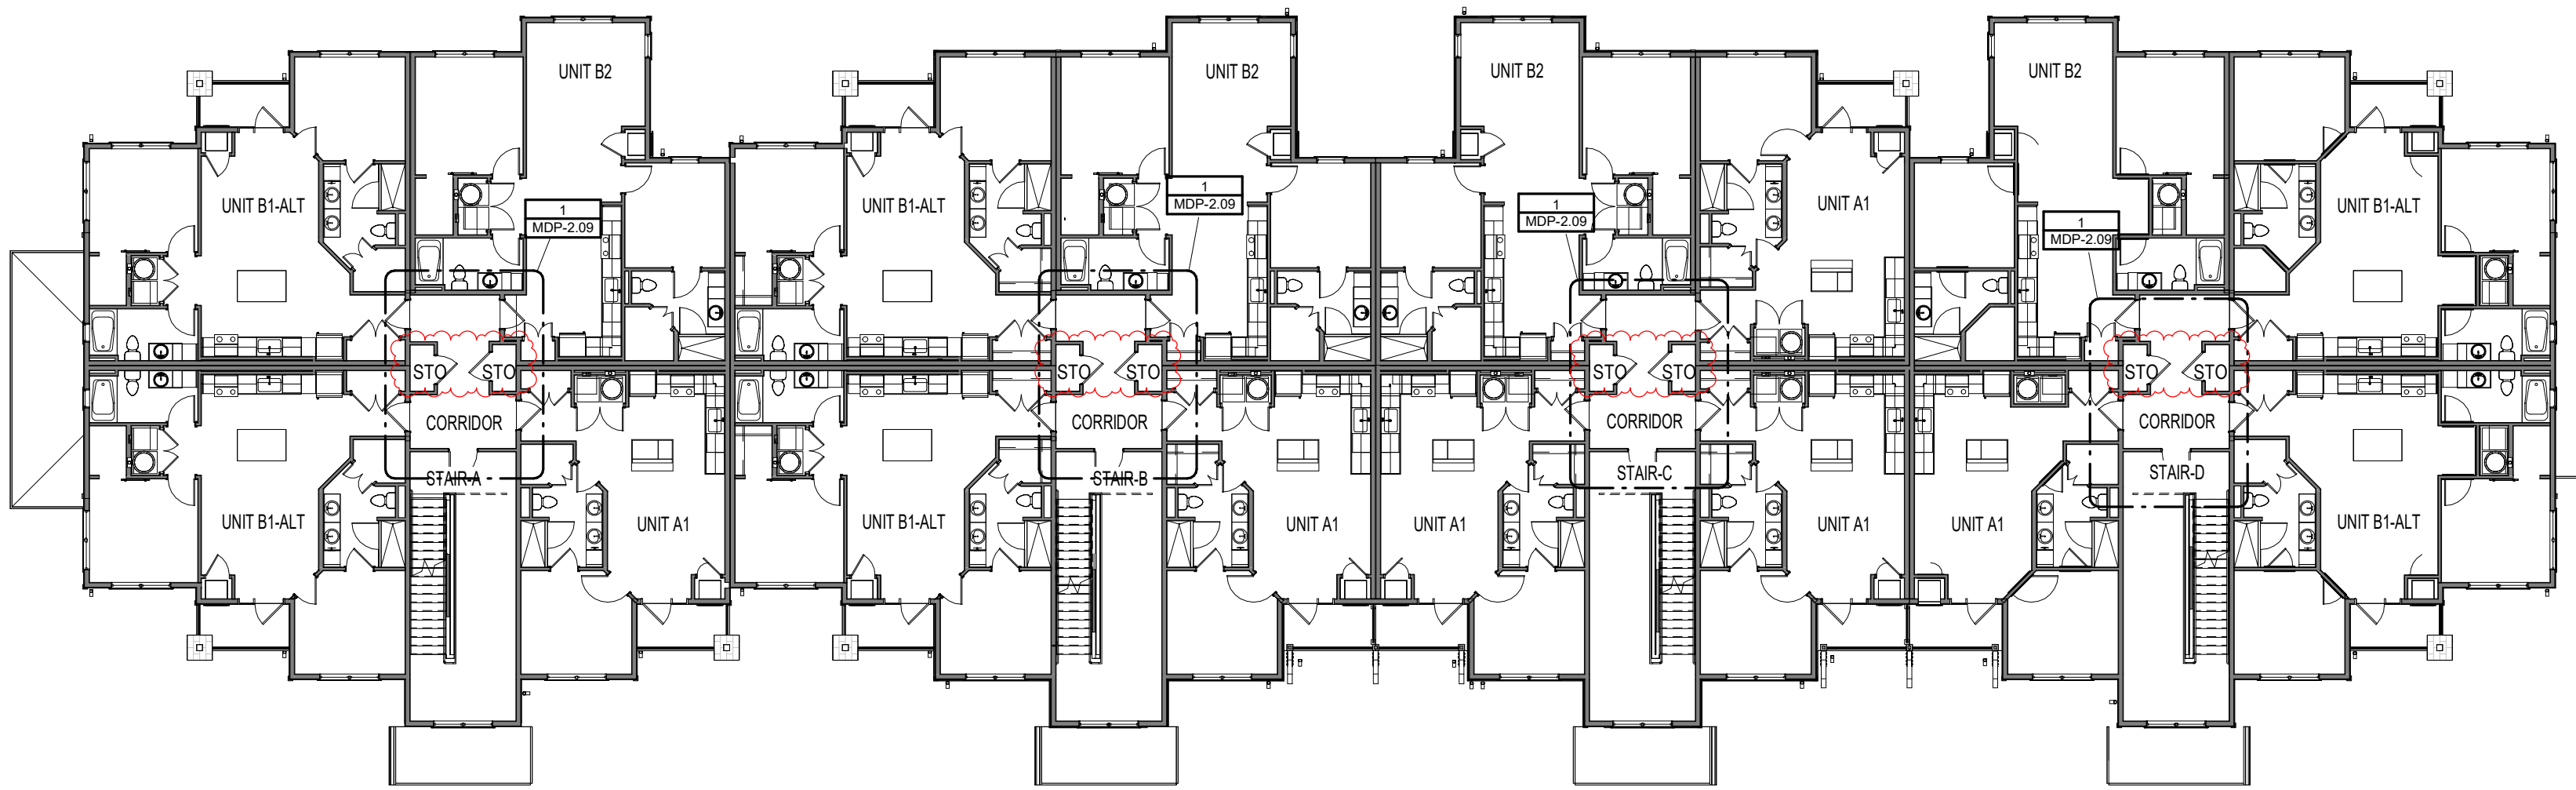 UNIT B2
UNIT B2
UNIT B2
UNIT B2
UNIT B1-ALT
1
MDP-2.09
UNIT B1-ALT
1
MDP-2.09
1
MDP-2.09
UNIT A1
1
MDP-2.09
UNIT B1-ALT
STO
STO
STO
STO
STO
STO
STO
STO
CORRIDOR
CORRIDOR
CORRIDOR
CORRIDOR
STAIR-A
STAIR-B
STAIR-C
STAIR-D
UNIT B1-ALT
UNIT A1
UNIT B1-ALT
UNIT A1
UNIT A1
UNIT A1
UNIT A1
UNIT B1-ALT